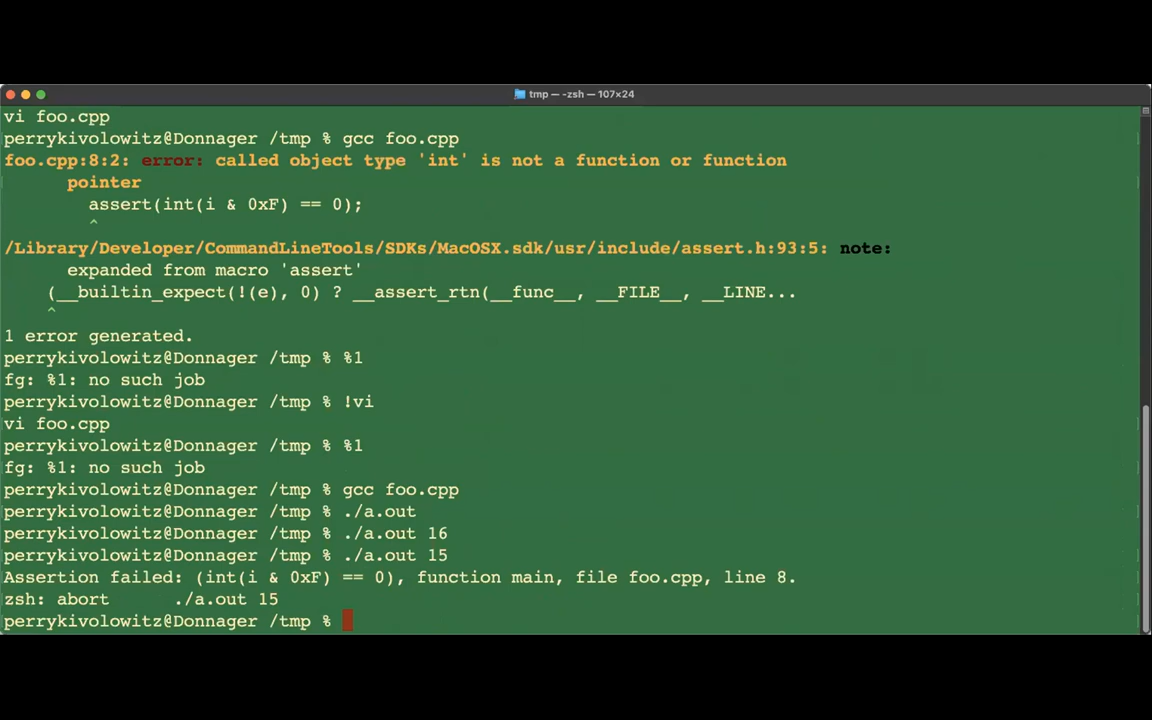 tmp — -zsh — 107×24
vi foo.cpp
perrykivolowitz@Donnager /tmp % gcc foo.cpp
foo.cpp:8:2: error: called object type 'int' is not a function or function
pointer
assert(int(i & 0xF) == 0);
^
/Library/Developer/CommandLineTools/SDKs/MacOSX.sdk/usr/include/assert.h:93:5: note:
expanded from macro 'assert'
(__builtin_expect(!(e), 0) ? __assert_rtn(__func__, __FILE__, __LINE...
^
1 error generated.
perrykivolowitz@Donnager /tmp % %1
fg: %1: no such job
perrykivolowitz@Donnager /tmp % !vi
vi foo.cpp
perrykivolowitz@Donnager /tmp % %1
fg: %1: no such job
perrykivolowitz@Donnager /tmp % gcc foo.cpp
perrykivolowitz@Donnager /tmp % ./a.out
perrykivolowitz@Donnager /tmp % ./a.out 16
perrykivolowitz@Donnager /tmp % ./a.out 15
Assertion failed: (int(i & 0xF) == 0), function main, file foo.cpp, line 8.
zsh: abort      ./a.out 15
perrykivolowitz@Donnager /tmp %